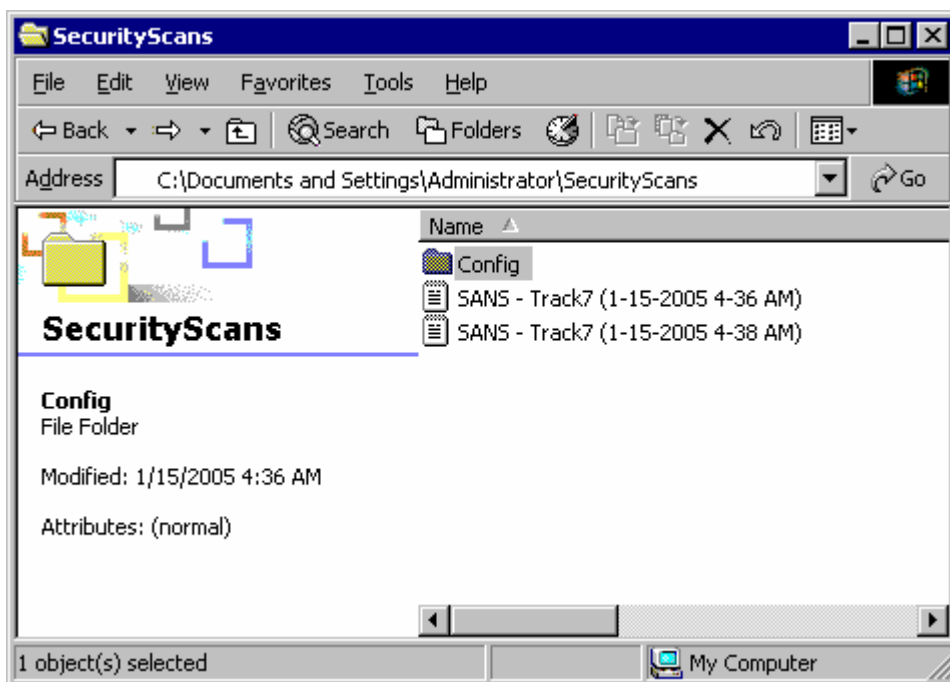 SecurityScans
File Edit View Favorites Tools Help
Back Search Folders
Address C:\Documents and Settings\Administrator\SecurityScans Go
Name
Config
SANS - Track7 (1-15-2005 4-36 AM)
SANS - Track7 (1-15-2005 4-38 AM)
SecurityScans
Config
File Folder
Modified: 1/15/2005 4:36 AM
Attributes: (normal)
1 object(s) selected My Computer